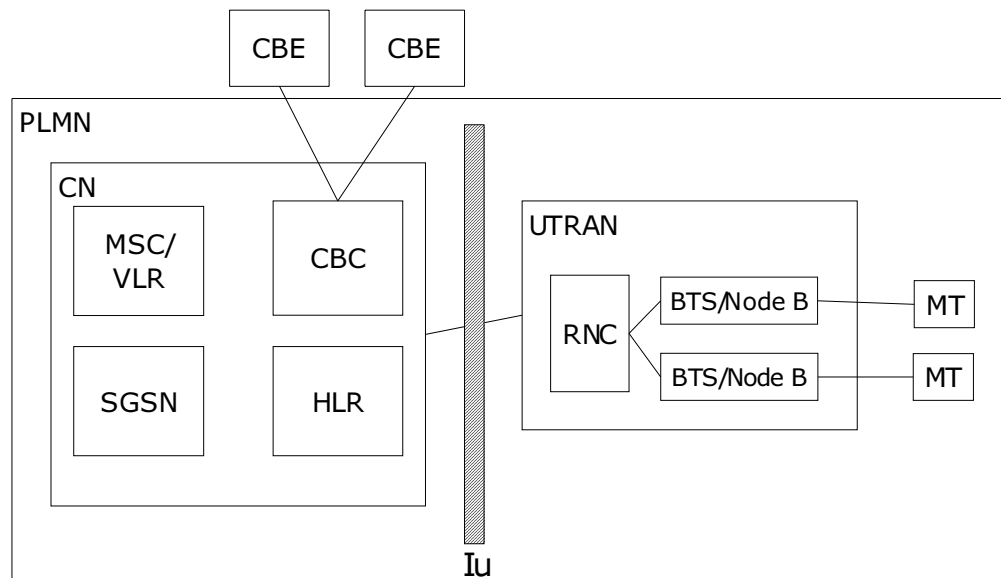 CBE
CBE
PLMN
CN
MSC/
VLR
CBC
SGSN
HLR
Iu
UTRAN
RNC
BTS/Node B
BTS/Node B
MT
MT